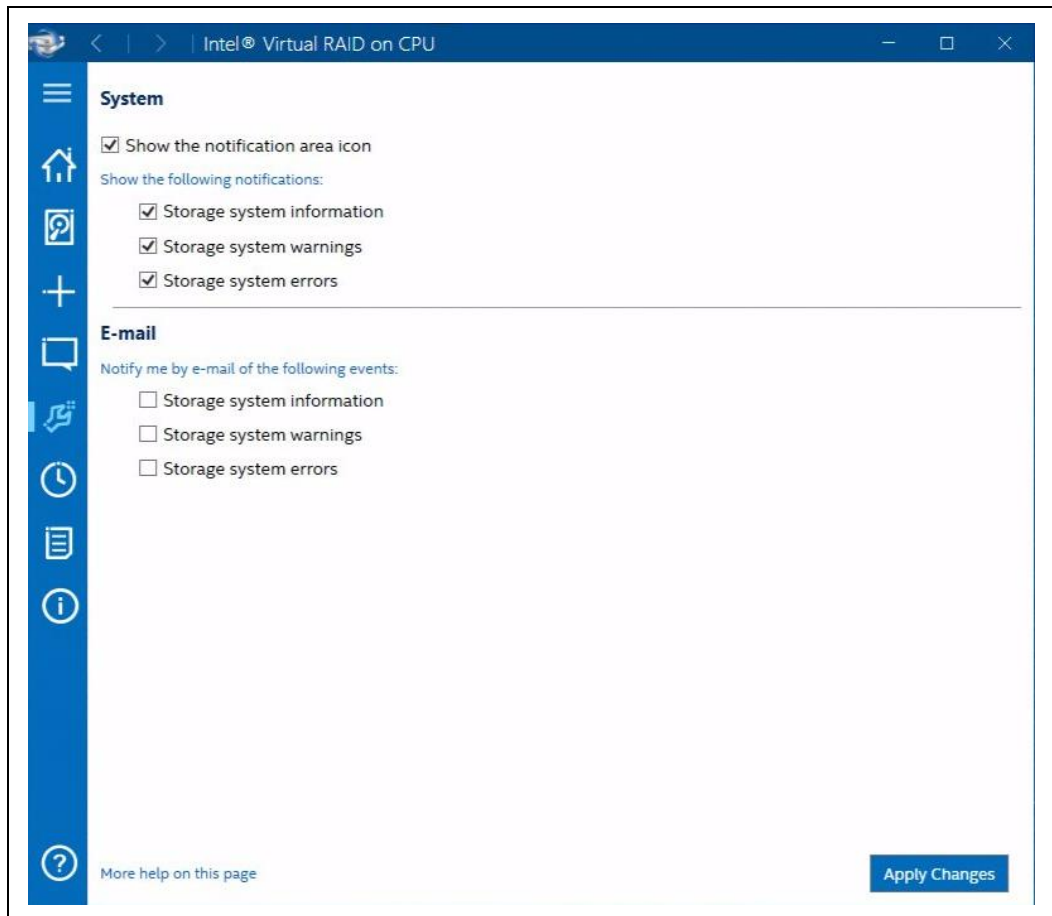 Intel® Virtual RAID on CPU
System
Show the notification area icon
Show the following notifications:
Storage system information
Storage system warnings
Storage system errors
E-mail
Notify me by e-mail of the following events:
Storage system information
Storage system warnings
Storage system errors
More help on this page
Apply Changes